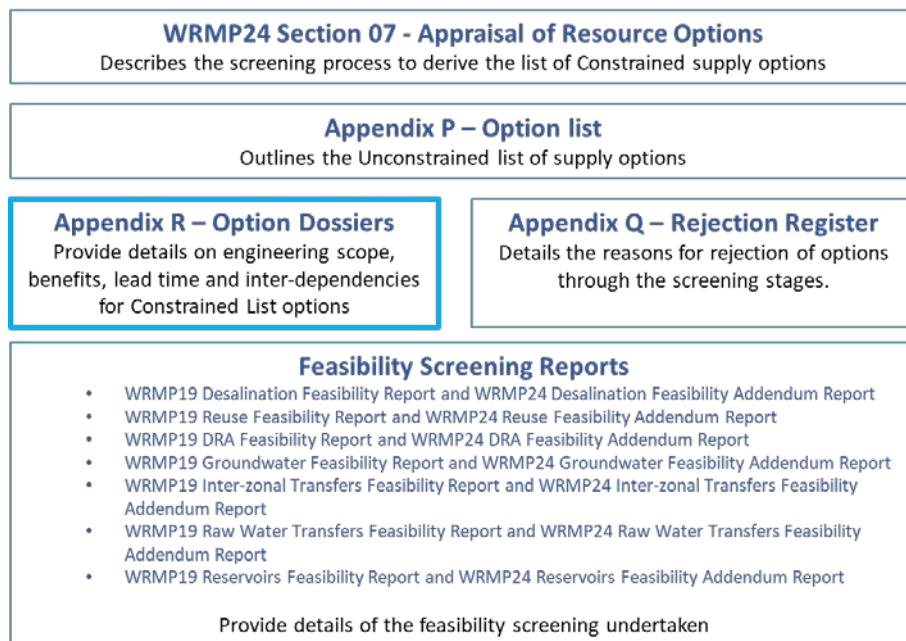 WRMP24 Section 07 - Appraisal of Resource Options
Describes the screening process to derive the list of Constrained supply options
Appendix P – Option list
Outlines the Unconstrained list of supply options
Appendix R – Option Dossiers
Provide details on engineering scope,
benefits, lead time and inter-dependencies
for Constrained List options
Appendix Q – Rejection Register
Details the reasons for rejection of options
through the screening stages.
Feasibility Screening Reports
• WRMP19 Desalination Feasibility Report and WRMP24 Desalination Feasibility Addendum Report
• WRMP19 Reuse Feasibility Report and WRMP24 Reuse Feasibility Addendum Report
• WRMP19 DRA Feasibility Report and WRMP24 DRA Feasibility Addendum Report
• WRMP19 Groundwater Feasibility Report and WRMP24 Groundwater Feasibility Addendum Report
• WRMP19 Inter-zonal Transfers Feasibility Report and WRMP24 Inter-zonal Transfers Feasibility
Addendum Report
• WRMP19 Raw Water Transfers Feasibility Report and WRMP24 Raw Water Transfers Feasibility
Addendum Report
• WRMP19 Reservoirs Feasibility Report and WRMP24 Reservoirs Feasibility Addendum Report
Provide details of the feasibility screening undertaken